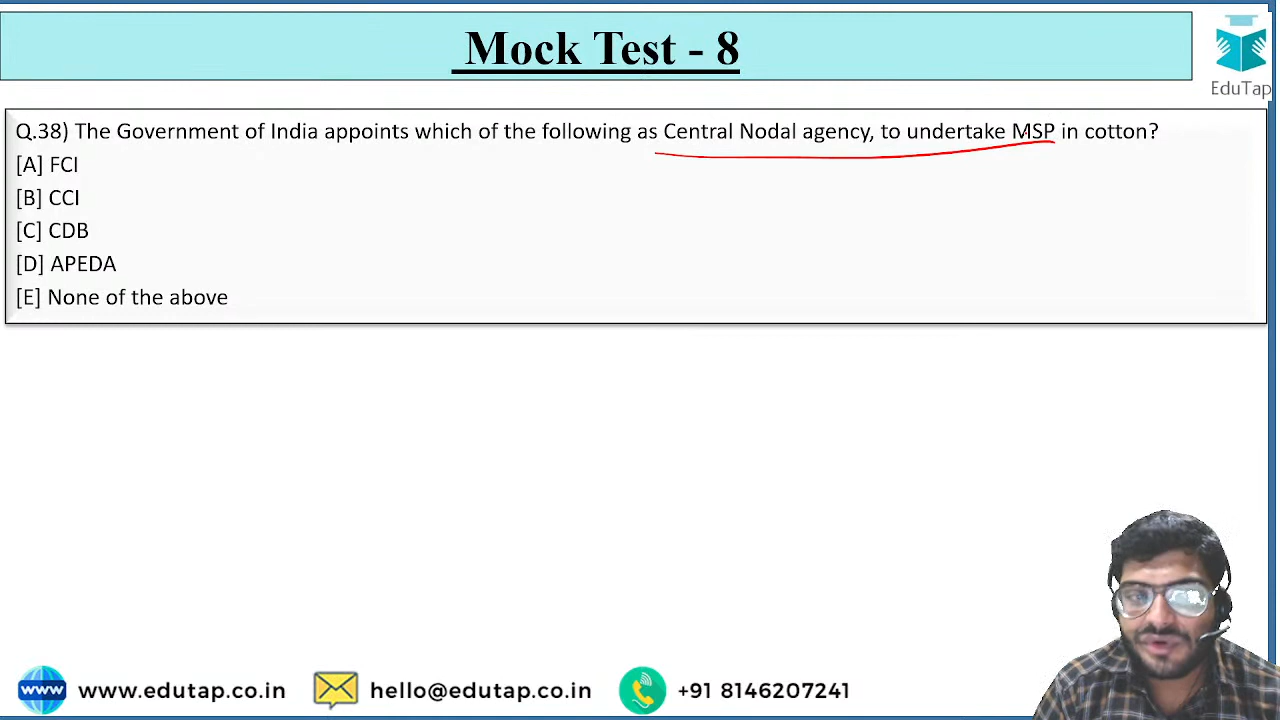 Mock Test - 8
EduTap
Q.38) The Government of India appoints which of the following as Central Nodal agency, to undertake MSP in cotton?
[A] FCI
[B] CCI
[C] CDB
[D] APEDA
[E] None of the above
www www.edutap.co.in hello@edutap.co.in +91 8146207241